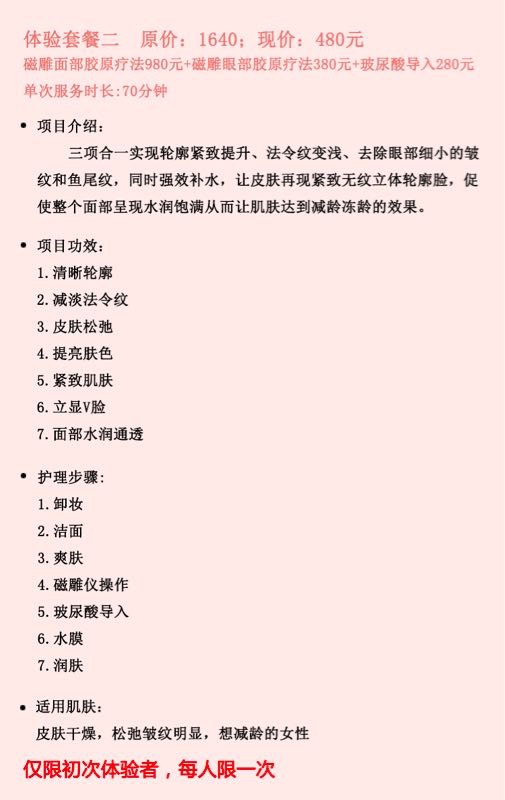 体验套餐二 原价：1640；现价：480元
磁雕面部胶原疗法980元+磁雕眼部胶原疗法380元+玻尿酸导入280元
单次服务时长:70分钟
• 项目介绍：
三项合一实现轮廓紧致提升、法令纹变浅、去除眼部细小的皱
纹和鱼尾纹，同时强效补水，让皮肤再现紧致无纹立体轮廓脸，促
使整个面部呈现水润饱满从而让肌肤达到减龄冻龄的效果。
• 项目功效：
1.清晰轮廓
2.减淡法令纹
3.皮肤松弛
4.提亮肤色
5.紧致肌肤
6.立显V脸
7.面部水润通透
• 护理步骤:
1.卸妆
2.洁面
3.爽肤
4.磁雕仪操作
5.玻尿酸导入
6.水膜
7.润肤
• 适用肌肤：
皮肤干燥，松弛皱纹明显，想减龄的女性
仅限初次体验者，每人限一次